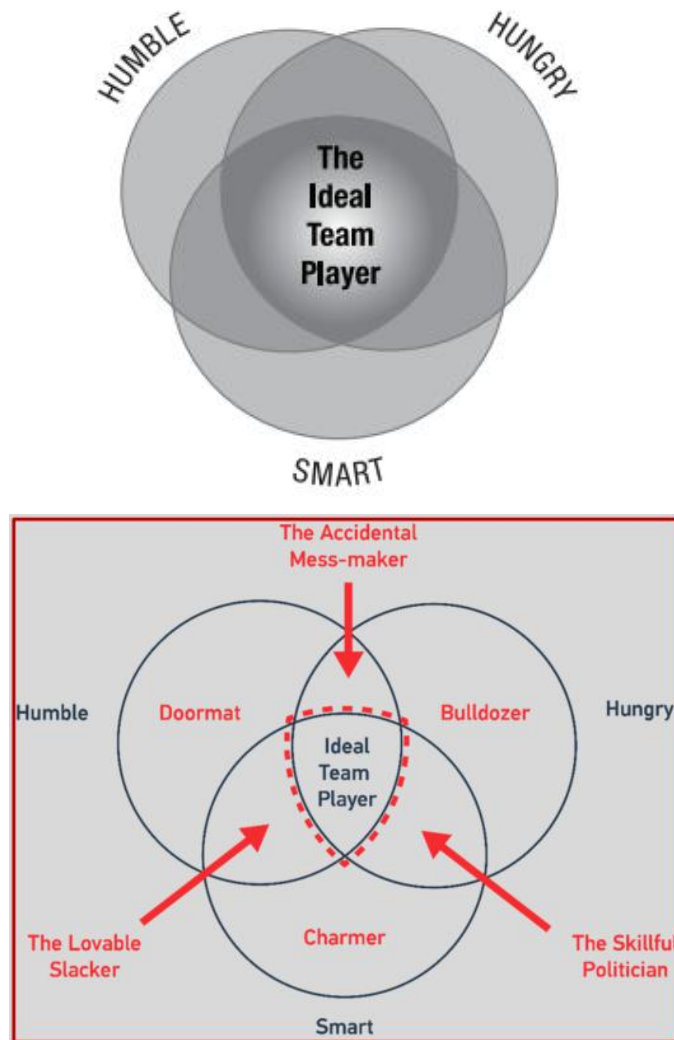 HUMBLE
HUNGRY
The
Ideal
Team
Player
SMART
The Accidental
Mess-maker
Humble
Doormat
Bulldozer
Hungry
Ideal
Team
Player
The Lovable
Slacker
Charmer
The Skillful
Politician
Smart